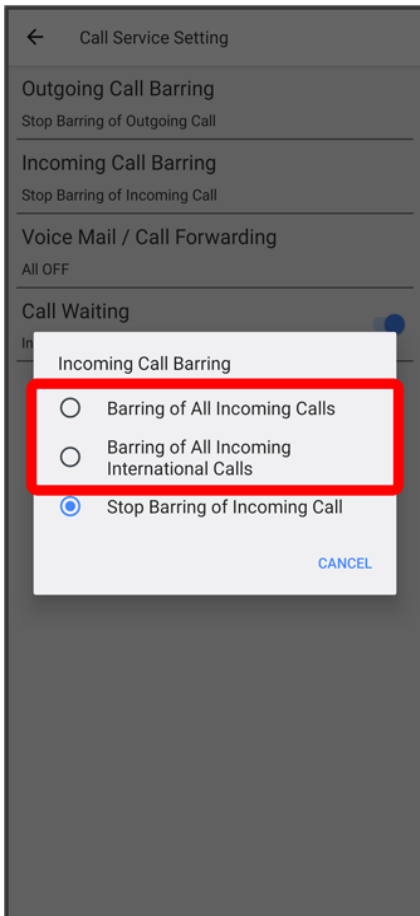 Call Service Setting
Outgoing Call Barring
Stop Barring of Outgoing Call
Incoming Call Barring
Stop Barring of Incoming Call
Voice Mail / Call Forwarding
All OFF
Call Waiting
In
Incoming Call Barring
Barring of All Incoming Calls
Barring of All Incoming
International Calls
Stop Barring of Incoming Call
CANCEL